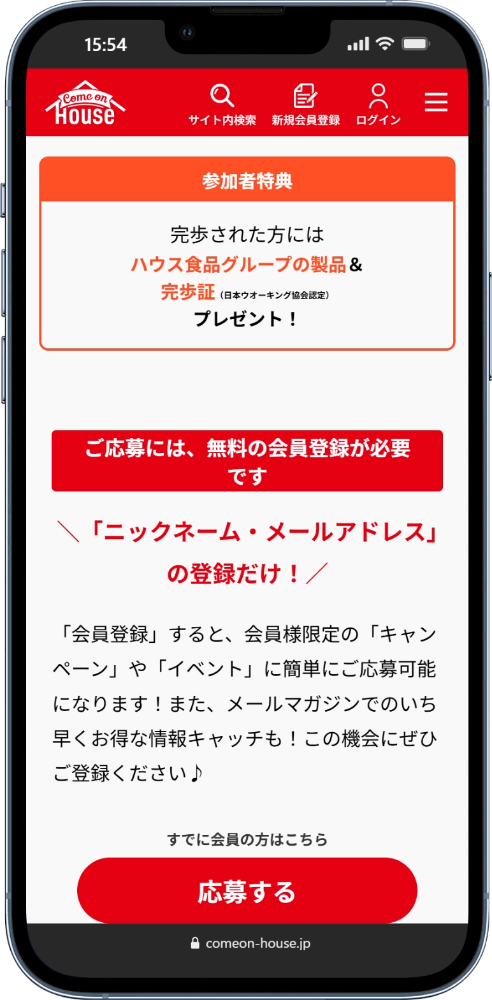 15:54
Come on
House
サイト内検索
新規会員登録
ログイン
参加者特典
完歩された方には
ハウス食品グループの製品&
完歩証（日本ウオーキング協会認定）
プレゼント！
ご応募には、無料の会員登録が必要
です
＼「ニックネーム・メールアドレス」
の登録だけ！／
「会員登録」すると、会員様限定の「キャン
ペーン」や「イベント」に簡単にご応募可能
になります！また、メールマガジンでのいち
早くお得な情報キャッチも！この機会にぜひ
ご登録ください♪
すでに会員の方はこちら
応募する
comeon-house.jp